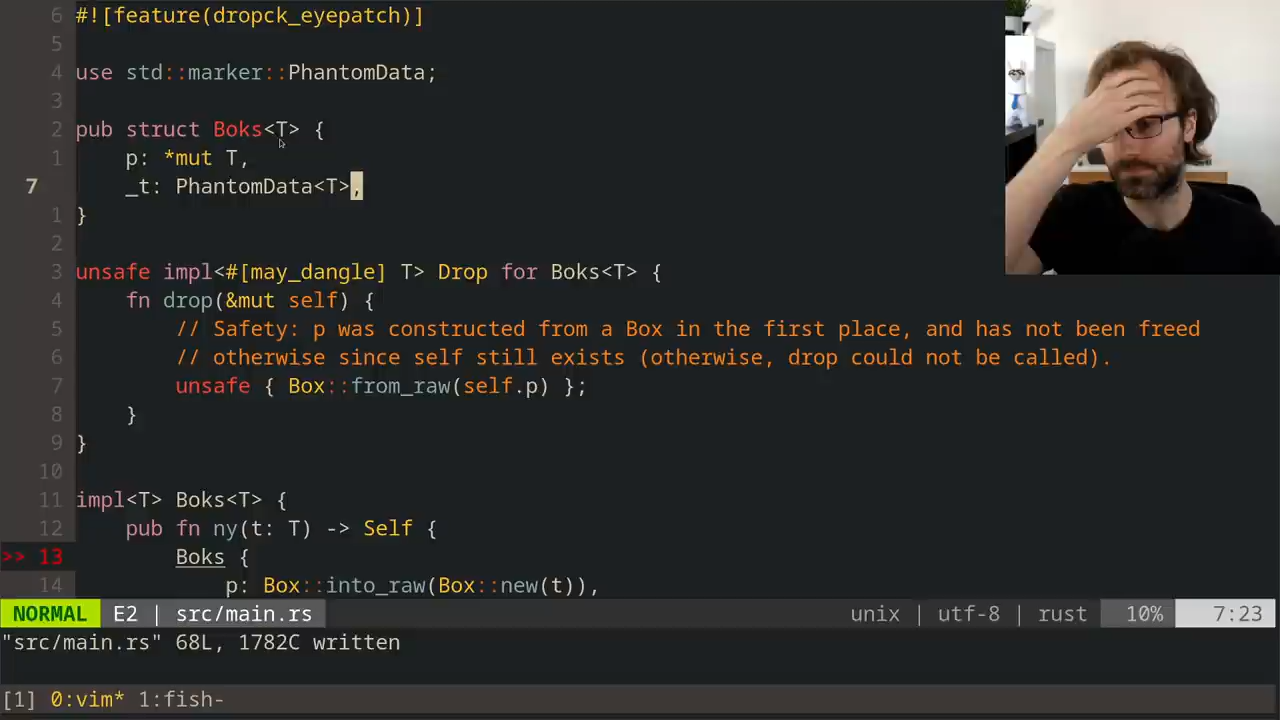 6 #![feature(dropck_eyepatch)]
5
4 use std::marker::PhantomData;
3
2 pub struct Boks<T> {
1     p: *mut T,
7     _t: PhantomData<T>,
1 }
2
3 unsafe impl<#[may_dangle] T> Drop for Boks<T> {
4     fn drop(&mut self) {
5         // Safety: p was constructed from a Box in the first place, and has not been freed
6         // otherwise since self still exists (otherwise, drop could not be called).
7         unsafe { Box::from_raw(self.p) };
8     }
9 }
10
11 impl<T> Boks<T> {
12     pub fn ny(t: T) -> Self {
>> 13         Boks {
14             p: Box::into_raw(Box::new(t)),
NORMAL E2 | src/main.rs unix | utf-8 | rust 10% 7:23
"src/main.rs" 68L, 1782C written
[1] 0:vim* 1:fish-